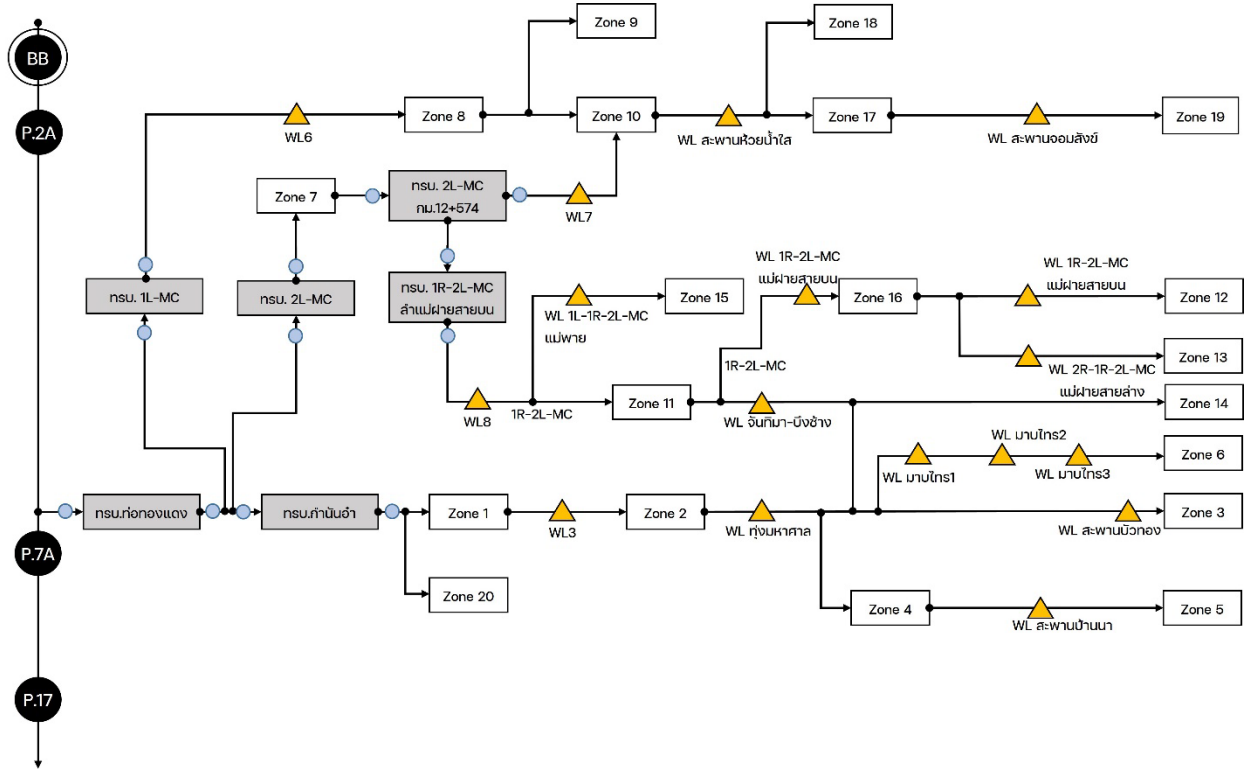 BB
P.2A
P.7A
P.17
Zone 9
Zone 18
WL6
Zone 8
Zone 10
WL สะพานห้วยน้ำใส
Zone 17
WL สะพานจอมสังข์
Zone 19
Zone 7
ทรบ. 2L-MC
กม.12+574
WL7
ทรบ. 1L-MC
ทรบ. 2L-MC
ทรบ. 1R-2L-MC
ลำแม่ฝายสายบน
WL 1L-1R-2L-MC
แม่พาย
Zone 15
WL 1R-2L-MC
แม่ฝายสายบน
Zone 16
WL 1R-2L-MC
แม่ฝายสายบน
Zone 12
1R-2L-MC
WL 2R-1R-2L-MC
แม่ฝายสายล่าง
Zone 13
WL8
1R-2L-MC
Zone 11
WL จันทิมา-บึงช้าง
Zone 14
WL มาบไทร1
WL มาบไทร2
WL มาบไทร3
Zone 6
ทรบ.ท่อทองแดง
ทรบ.กำนันอำ
Zone 1
WL3
Zone 2
WL ทุ่งมหาศาล
WL สะพานบัวทอง
Zone 3
Zone 20
Zone 4
WL สะพานบ้านนา
Zone 5